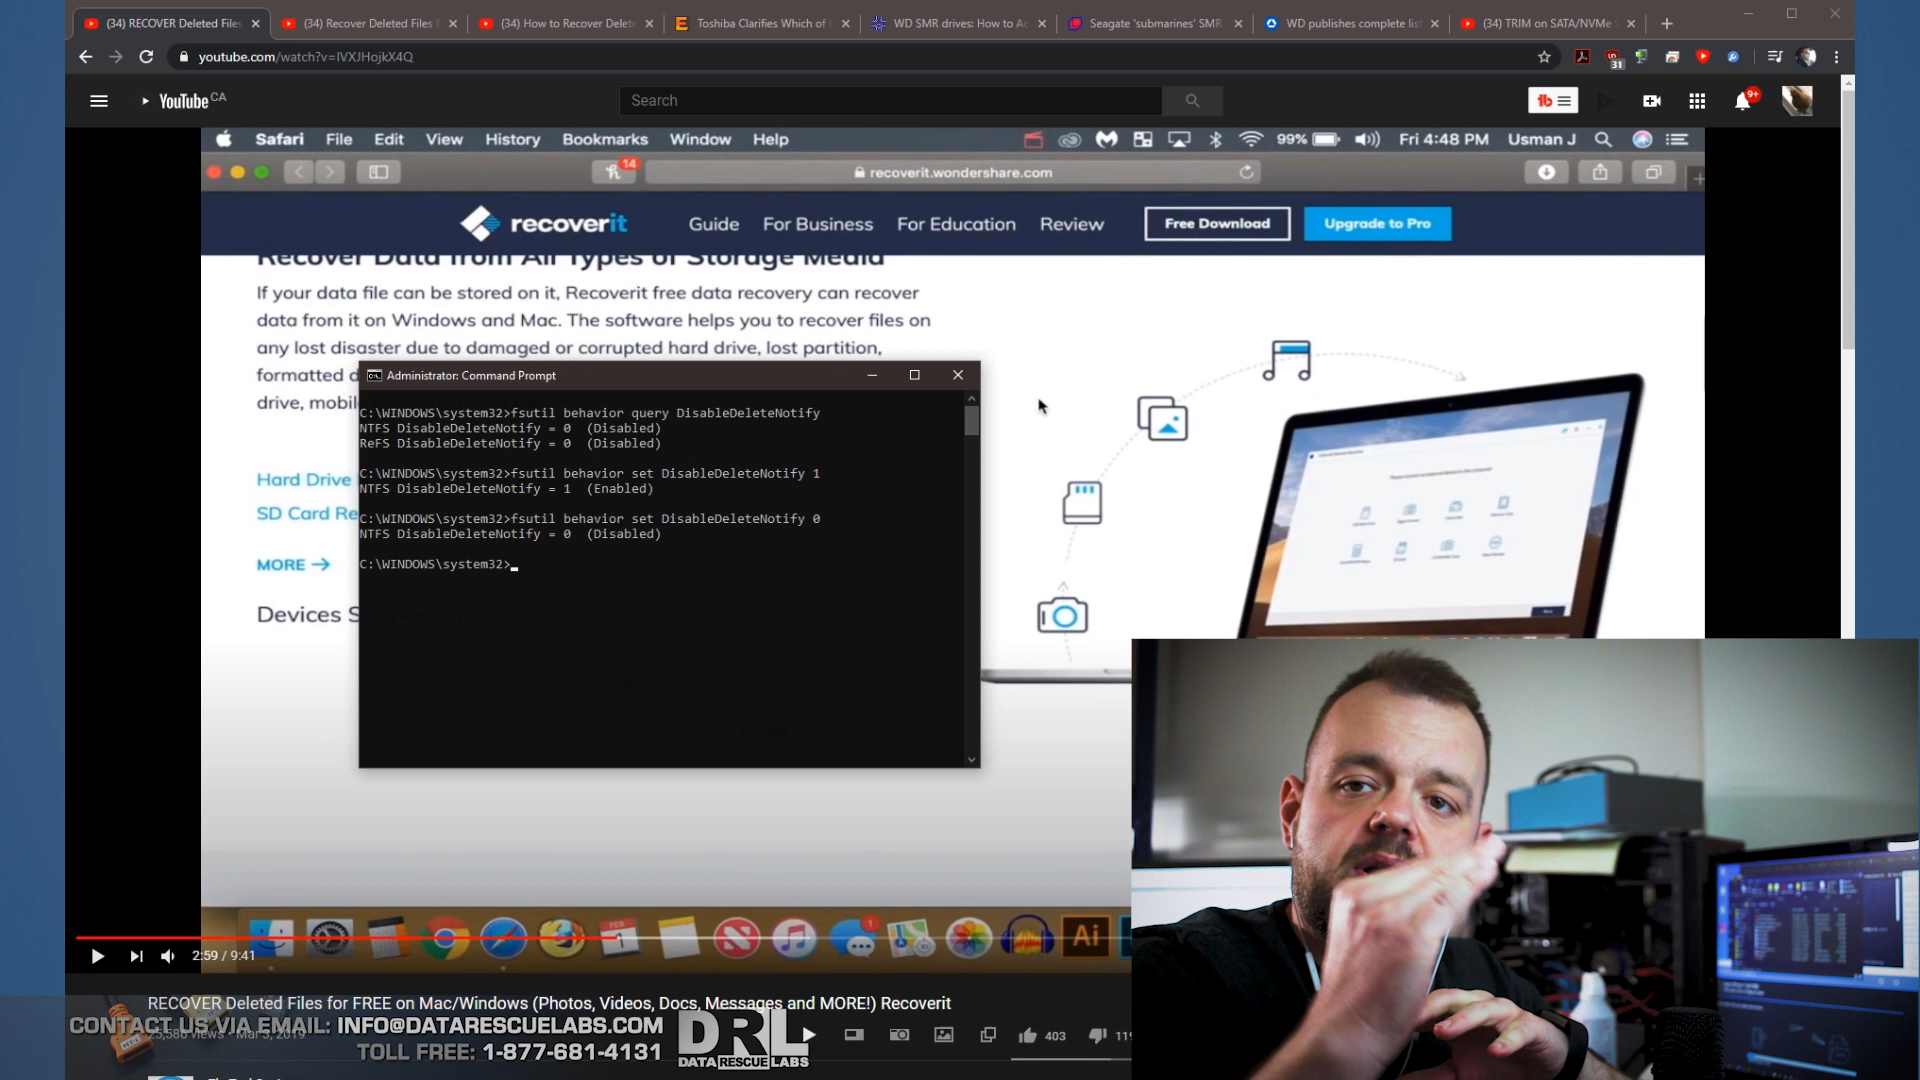 (34) RECOVER Deleted Files
(34) Recover Deleted Files
(34) How to Recover Delete
Toshiba Clarifies Which of
WD SMR drives: How to Ac
Seagate 'submarines' SMR
WD publishes complete list
(34) TRIM on SATA/NVMe
youtube.com/watch?v=IVXJHojkX4Q
31
YouTube CA
Search
9+
Safari File Edit View History Bookmarks Window Help
99%
Fri 4:48 PM Usman J
14
recoverit.wondershare.com
recoverit
Guide
For Business
For Education
Review
Free Download
Upgrade to Pro
Recover Data from All Types of Storage Media
If your data file can be stored on it, Recoverit free data recovery can recover
data from it on Windows and Mac. The software helps you to recover files on
any lost disaster due to damaged or corrupted hard drive, lost partition,
formatted d
drive, mobil
Hard Drive
SD Card Re
MORE
Devices S
Administrator: Command Prompt
C:\WINDOWS\system32>fsutil behavior query DisableDeleteNotify
NTFS DisableDeleteNotify = 0 (Disabled)
ReFS DisableDeleteNotify = 0 (Disabled)
C:\WINDOWS\system32>fsutil behavior set DisableDeleteNotify 1
NTFS DisableDeleteNotify = 1 (Enabled)
C:\WINDOWS\system32>fsutil behavior set DisableDeleteNotify 0
NTFS DisableDeleteNotify = 0 (Disabled)
C:\WINDOWS\system32>
FEB
1
Ai
2:59 / 9:41
RECOVER Deleted Files for FREE on Mac/Windows (Photos, Videos, Docs, Messages and MORE!) Recoverit
403
119
CONTACT US VIA EMAIL: INFO@DATARESCUELABS.COM
TOLL FREE: 1-877-681-4131
DRL
DATA RESCUE LABS